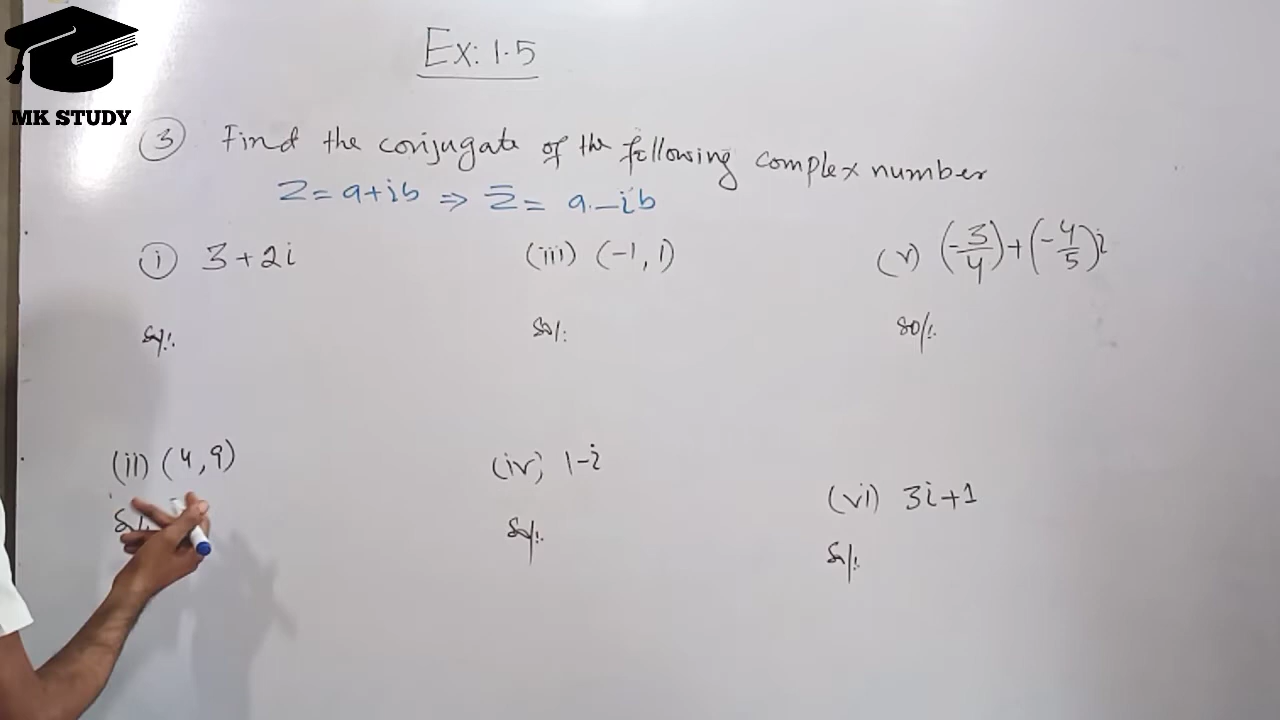 MK STUDY
Ex: 1.5
(3) Find the conjugate of the following complex number
Z = a+ib ⇒ Z̅ = a-ib
(i) 3+2i
Sol:
(ii) (4,9)
Sol:
(iii) (-1,1)
Sol:
(iv) 1-i
Sol:
(v) (-3/4)+(-4/5)i
Sol:
(vi) 3i+1
Sol: